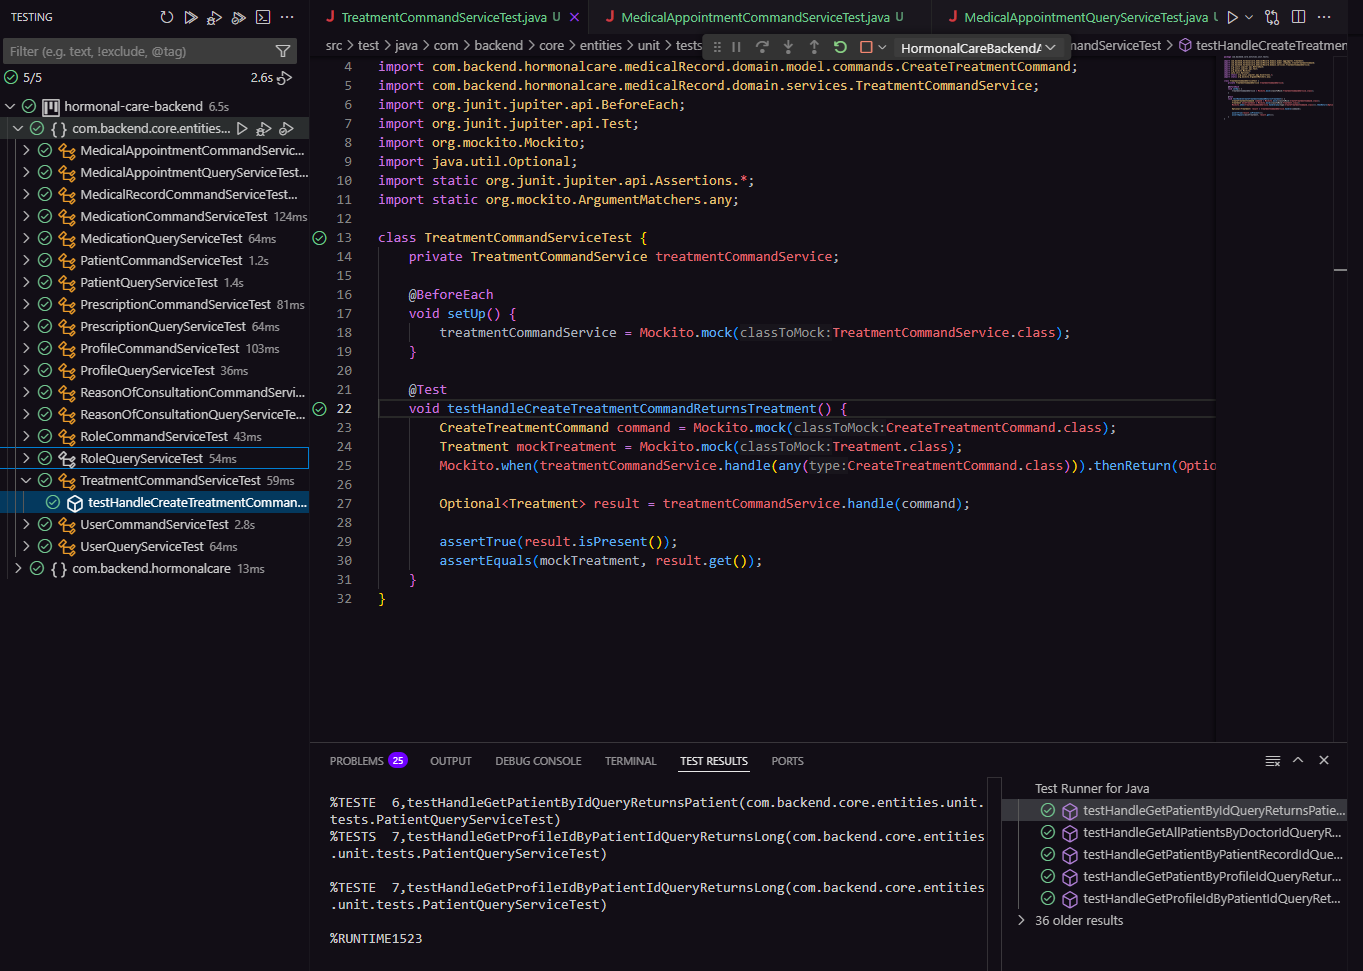 TESTING
Filter (e.g. text, !exclude, @tag)
5/5
2.6s
hormonal-care-backend 6.5s
com.backend.core.entities...
MedicalAppointmentCommandServic...
MedicalAppointmentQueryServiceTest...
MedicalRecordCommandServiceTest...
MedicationCommandServiceTest 124ms
MedicationQueryServiceTest 64ms
PatientCommandServiceTest 1.2s
PatientQueryServiceTest 1.4s
PrescriptionCommandServiceTest 81ms
PrescriptionQueryServiceTest 64ms
ProfileCommandServiceTest 103ms
ProfileQueryServiceTest 36ms
ReasonOfConsultationCommandServi...
ReasonOfConsultationQueryServiceTe...
RoleCommandServiceTest 43ms
RoleQueryServiceTest 54ms
TreatmentCommandServiceTest 59ms
testHandleCreateTreatmentComman...
UserCommandServiceTest 2.8s
UserQueryServiceTest 64ms
com.backend.hormonalcare 13ms
J TreatmentCommandServiceTest.java U
J MedicalAppointmentCommandServiceTest.java U
J MedicalAppointmentQueryServiceTest.java
src > test > java > com > backend > core > entities > unit > tests
HormonalCareBackendA
mandServiceTest > testHandleCreateTreatmen
4 import com.backend.hormonalcare.medicalRecord.domain.model.commands.CreateTreatmentCommand;
5 import com.backend.hormonalcare.medicalRecord.domain.services.TreatmentCommandService;
6 import org.junit.jupiter.api.BeforeEach;
7 import org.junit.jupiter.api.Test;
8 import org.mockito.Mockito;
9 import java.util.Optional;
10 import static org.junit.jupiter.api.Assertions.*;
11 import static org.mockito.ArgumentMatchers.any;
12
13 class TreatmentCommandServiceTest {
14 private TreatmentCommandService treatmentCommandService;
15
16 @BeforeEach
17 void setUp() {
18 treatmentCommandService = Mockito.mock(classToMock:TreatmentCommandService.class);
19 }
20
21 @Test
22 void testHandleCreateTreatmentCommandReturnsTreatment() {
23 CreateTreatmentCommand command = Mockito.mock(classToMock:CreateTreatmentCommand.class);
24 Treatment mockTreatment = Mockito.mock(classToMock:Treatment.class);
25 Mockito.when(treatmentCommandService.handle(any(type:CreateTreatmentCommand.class))).thenReturn(Optio
26
27 Optional<Treatment> result = treatmentCommandService.handle(command);
28
29 assertTrue(result.isPresent());
30 assertEquals(mockTreatment, result.get());
31 }
32 }
PROBLEMS 25 OUTPUT DEBUG CONSOLE TERMINAL TEST RESULTS PORTS
%TESTE 6,testHandleGetPatientByIdQueryReturnsPatient(com.backend.core.entities.unit.
tests.PatientQueryServiceTest)
%TESTS 7,testHandleGetProfileIdByPatientIdQueryReturnsLong(com.backend.core.entities
.unit.tests.PatientQueryServiceTest)
%TESTE 7,testHandleGetProfileIdByPatientIdQueryReturnsLong(com.backend.core.entities
.unit.tests.PatientQueryServiceTest)
%RUNTIME1523
Test Runner for Java
testHandleGetPatientByIdQueryReturnsPatie...
testHandleGetAllPatientsByDoctorIdQueryR...
testHandleGetPatientByPatientRecordIdQue...
testHandleGetPatientByProfileIdQueryRetur...
testHandleGetProfileIdByPatientIdQueryRet...
36 older results